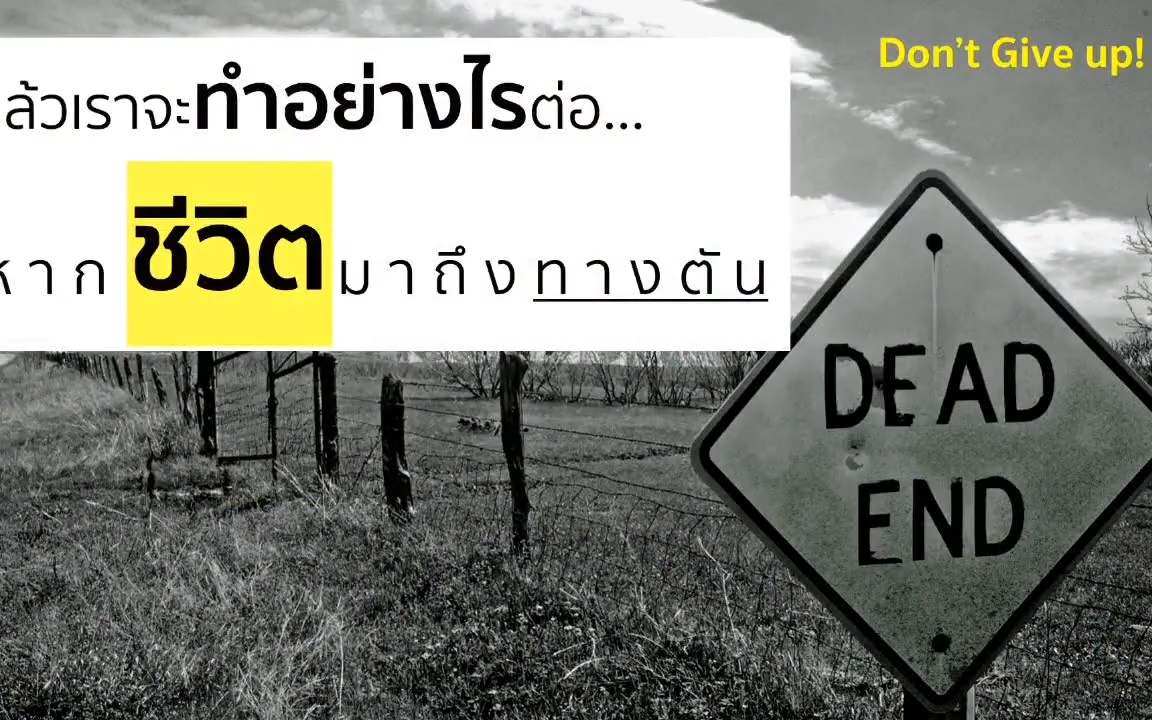 Don't Give up!
ล้วเราจะทำอย่างไรต่อ...
หาก ชีวิต มาถึงทางตัน
DEAD
END